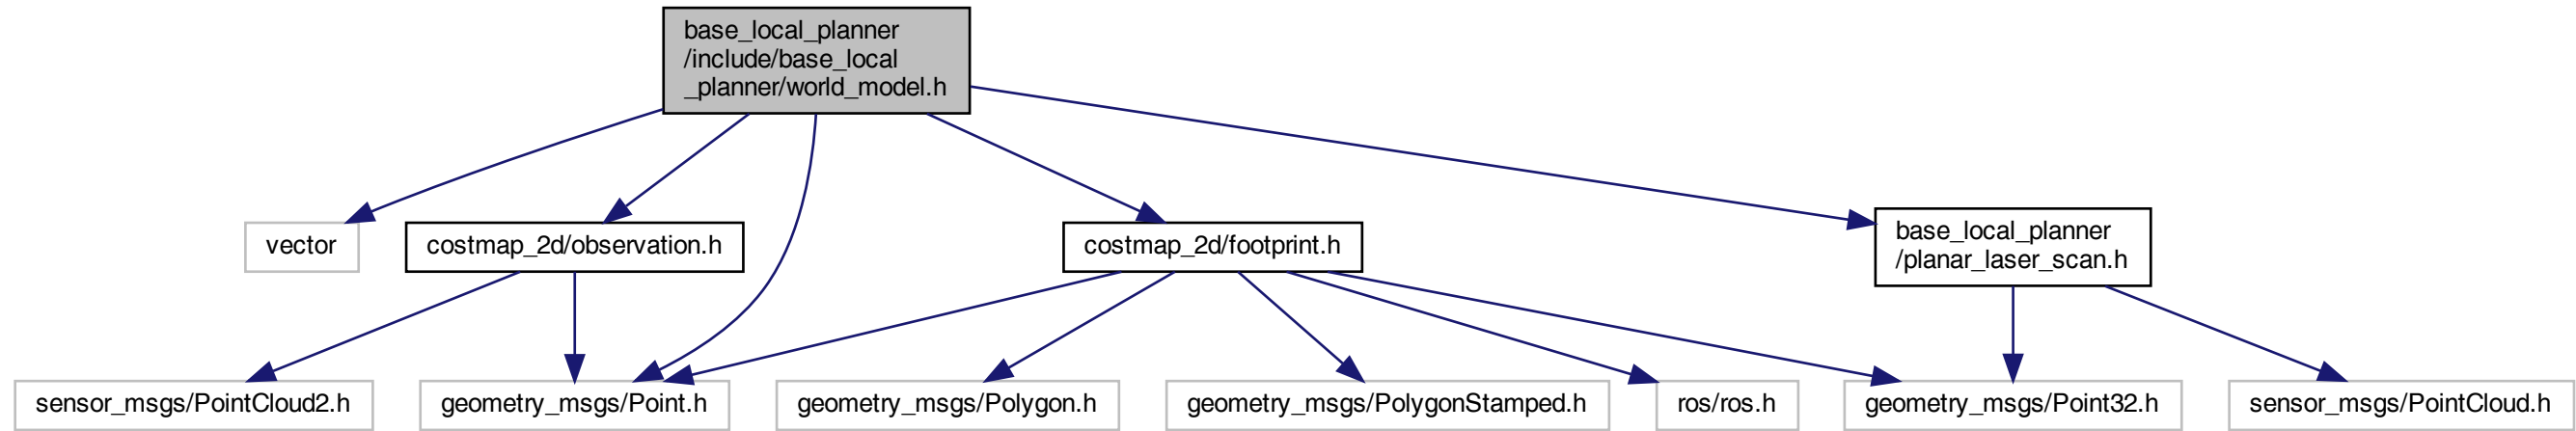 base_local_planner
/include/base_local
_planner/world_model.h
vector
costmap_2d/observation.h
costmap_2d/footprint.h
base_local_planner
/planar_laser_scan.h
sensor_msgs/PointCloud2.h
geometry_msgs/Point.h
geometry_msgs/Polygon.h
geometry_msgs/PolygonStamped.h
ros/ros.h
geometry_msgs/Point32.h
sensor_msgs/PointCloud.h